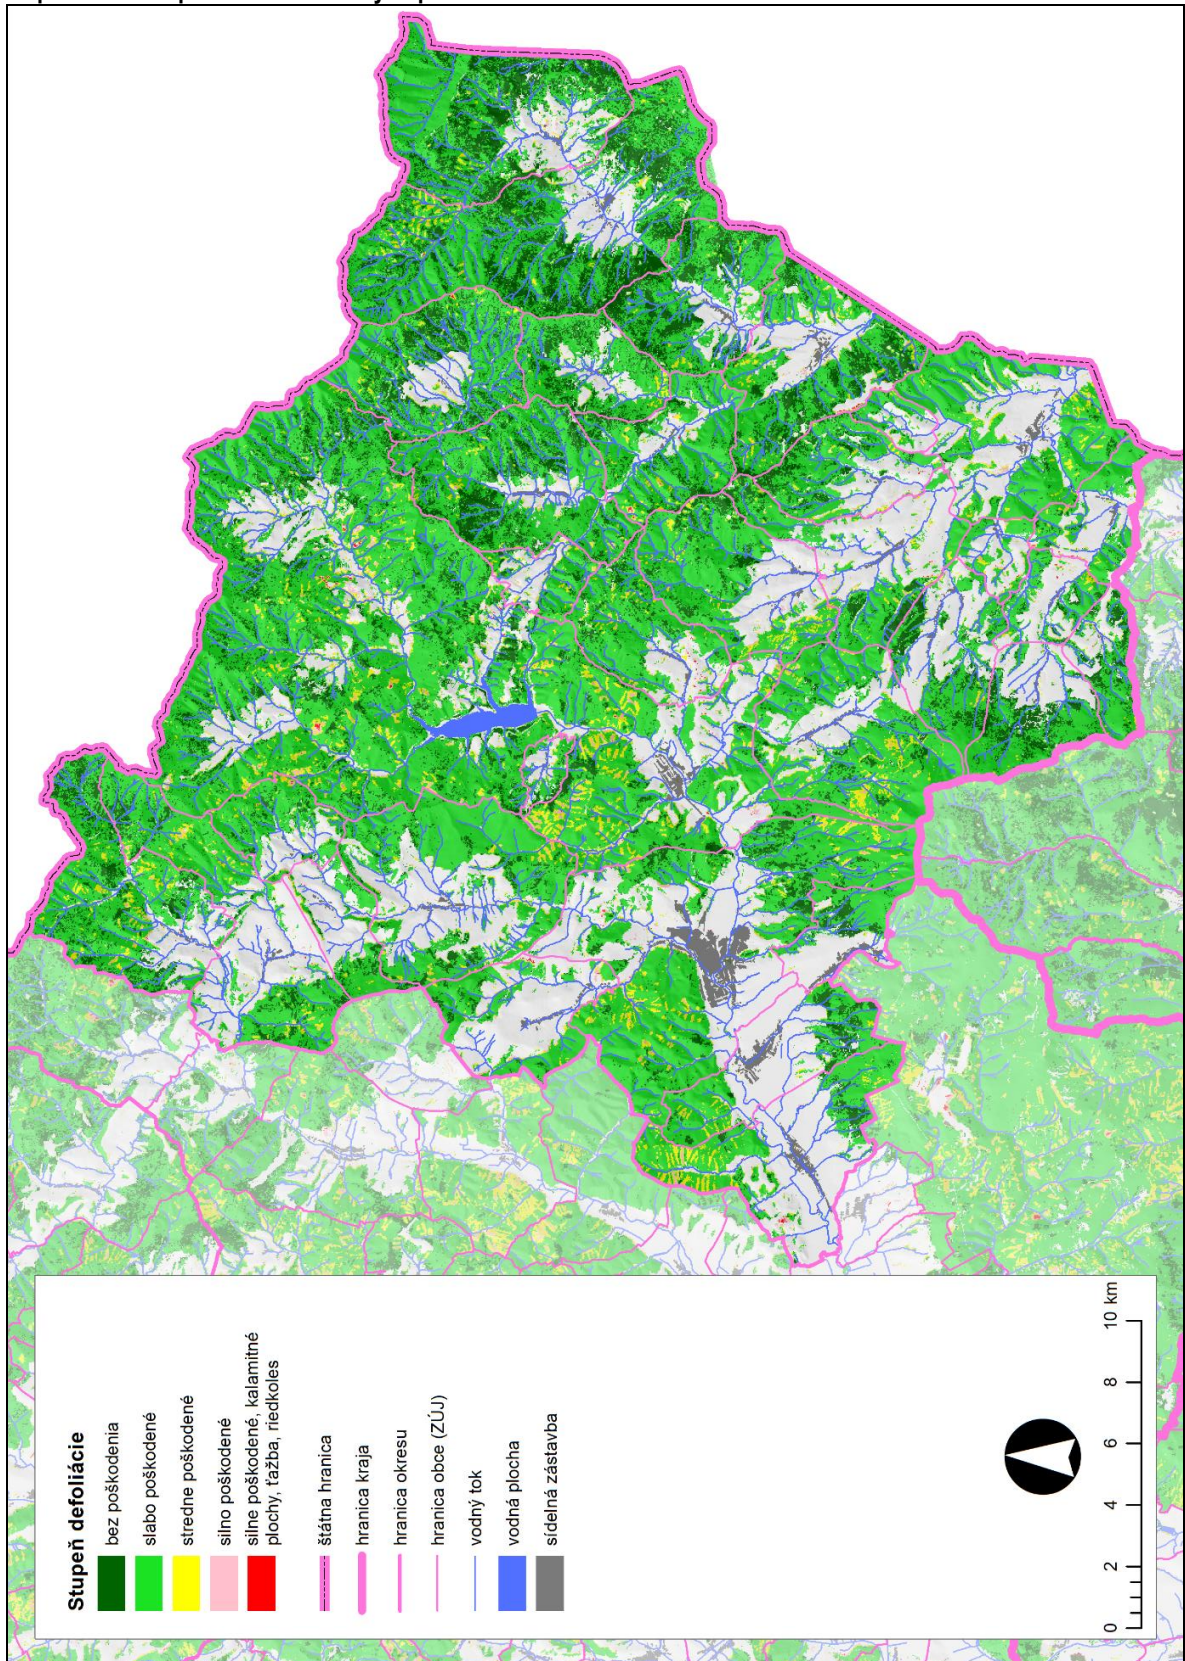 Stupeň defoliácie
bez poškodenia
slabo poškodené
stredne poškodené
silno poškodené
silne poškodené, kalamitné
plochy, ťažba, riedkoles
štátna hranica
hranica kraja
hranica okresu
hranica obce (ZÚJ)
vodný tok
vodná plocha
sídelná zástavba
0 2 4 6 8 10 km